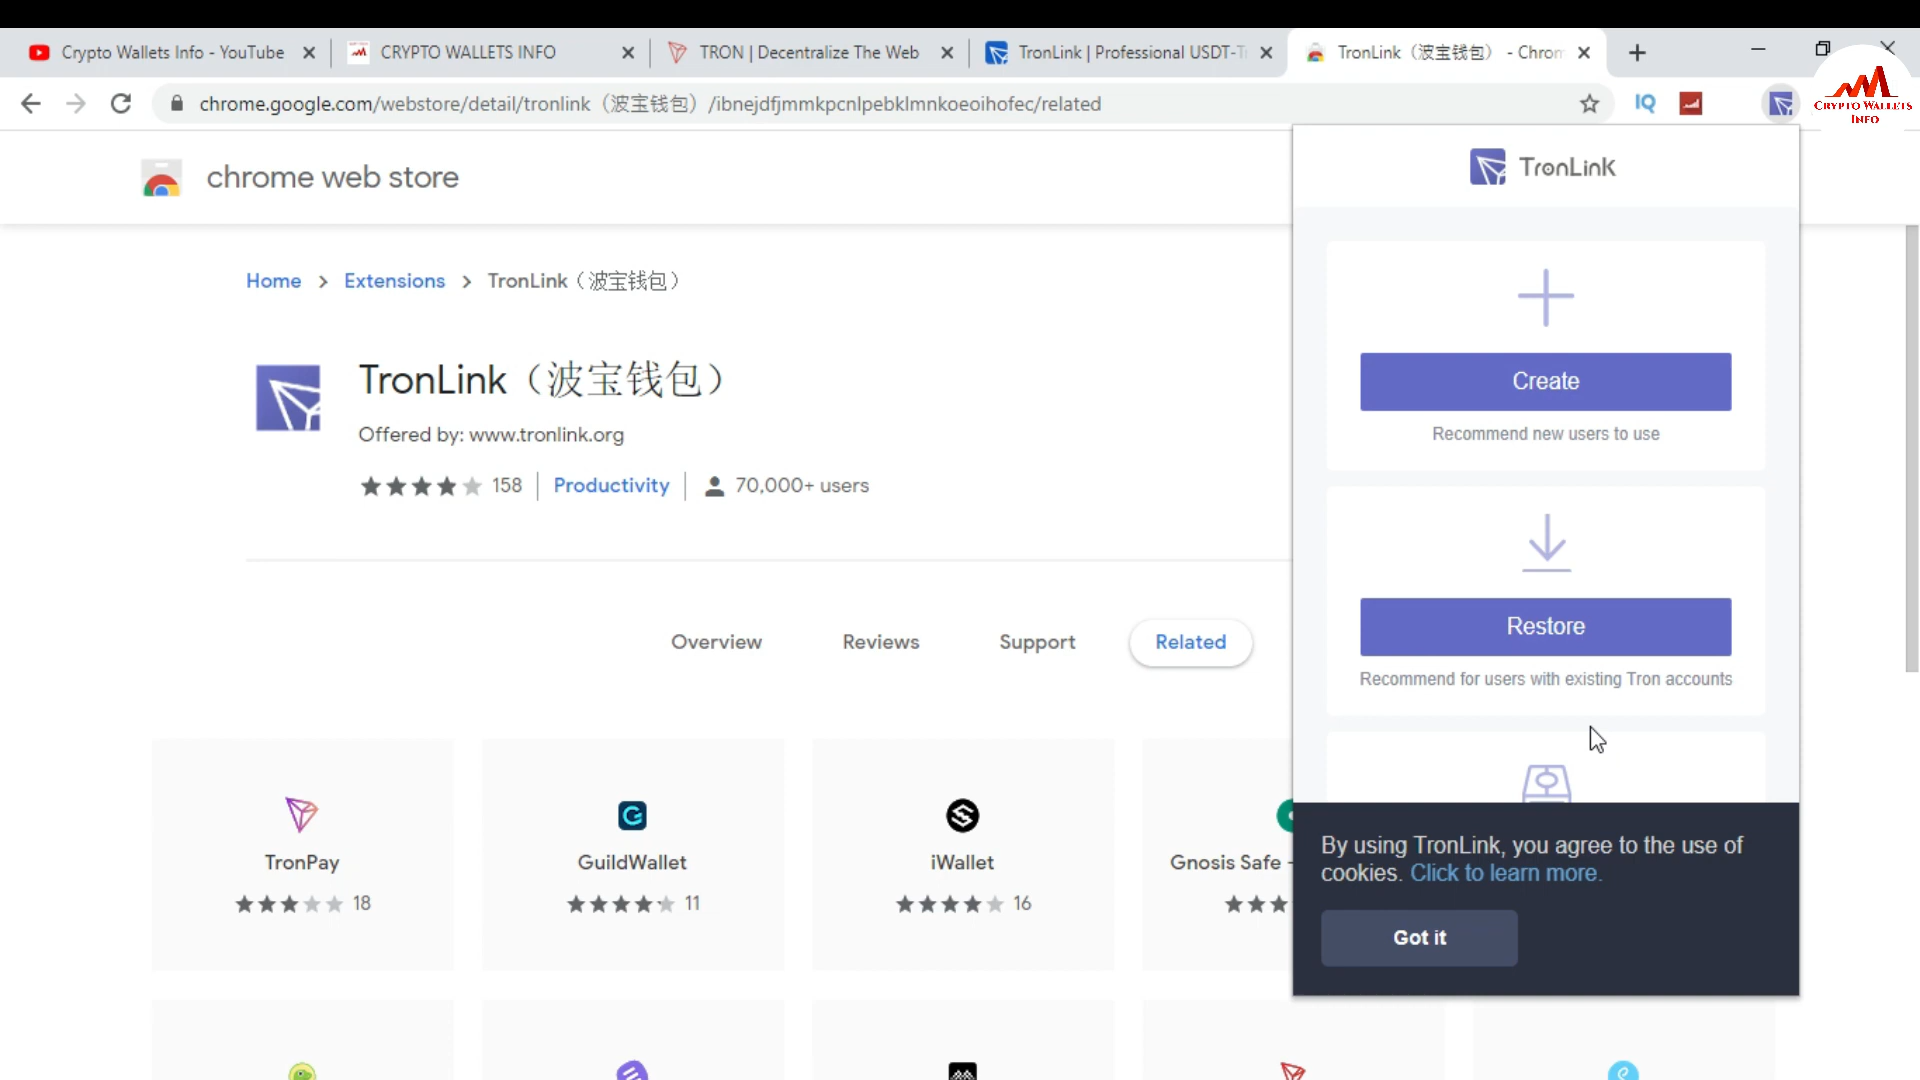 Crypto Wallets Info - YouTube
CRYPTO WALLETS INFO
TRON | Decentralize The Web
TronLink | Professional USDT-T
TronLink（波宝钱包） - Chrom
chrome.google.com/webstore/detail/tronlink（波宝钱包）/ibnejdfjmmkpcnlpebklmnkoeoihofec/related
IQ
CRYPTO WALLETS
INFO
chrome web store
Home > Extensions > TronLink（波宝钱包）
TronLink（波宝钱包）
Offered by: www.tronlink.org
158
Productivity
70,000+ users
Overview
Reviews
Support
Related
TronPay
18
GuildWallet
11
iWallet
16
Gnosis Safe -
TronLink
Create
Recommend new users to use
Restore
Recommend for users with existing Tron accounts
By using TronLink, you agree to the use of
cookies. Click to learn more.
Got it